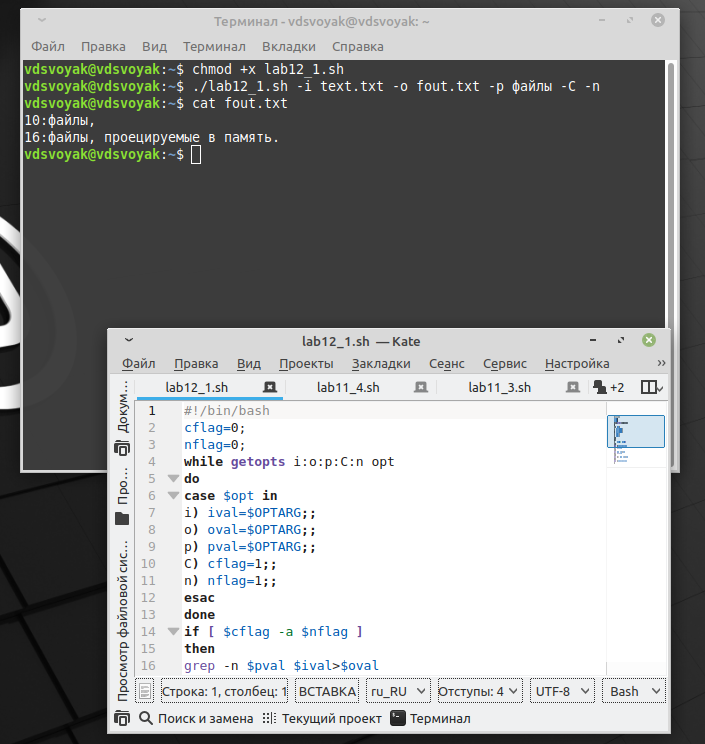 Терминал - vdsvoyak@vdsvoyak: ~
Файл Правка Вид Терминал Вкладки Справка
vdsvoyak@vdsvoyak:~$ chmod +x lab12_1.sh
vdsvoyak@vdsvoyak:~$ ./lab12_1.sh -i text.txt -o fout.txt -p файлы -C -n
vdsvoyak@vdsvoyak:~$ cat fout.txt
10:файлы,
16:файлы, проецируемые в память.
vdsvoyak@vdsvoyak:~$
lab12_1.sh — Kate
Файл Правка Вид Проекты Закладки Сеанс Сервис Настройка »
lab12_1.sh lab11_4.sh lab11_3.sh +2
Докум...
Про...
Просмотр файловой сис...
1 #!/bin/bash
2 cflag=0;
3 nflag=0;
4 while getopts i:o:p:C:n opt
5 do
6 case $opt in
7 i) ival=$OPTARG;;
8 o) oval=$OPTARG;;
9 p) pval=$OPTARG;;
10 C) cflag=1;;
11 n) nflag=1;;
12 esac
13 done
14 if [ $cflag -a $nflag ]
15 then
16 grep -n $pval $ival>$oval
Строка: 1, столбец: 1 ВСТАВКА ru_RU Отступы: 4 UTF-8 Bash
Поиск и замена Текущий проект Терминал